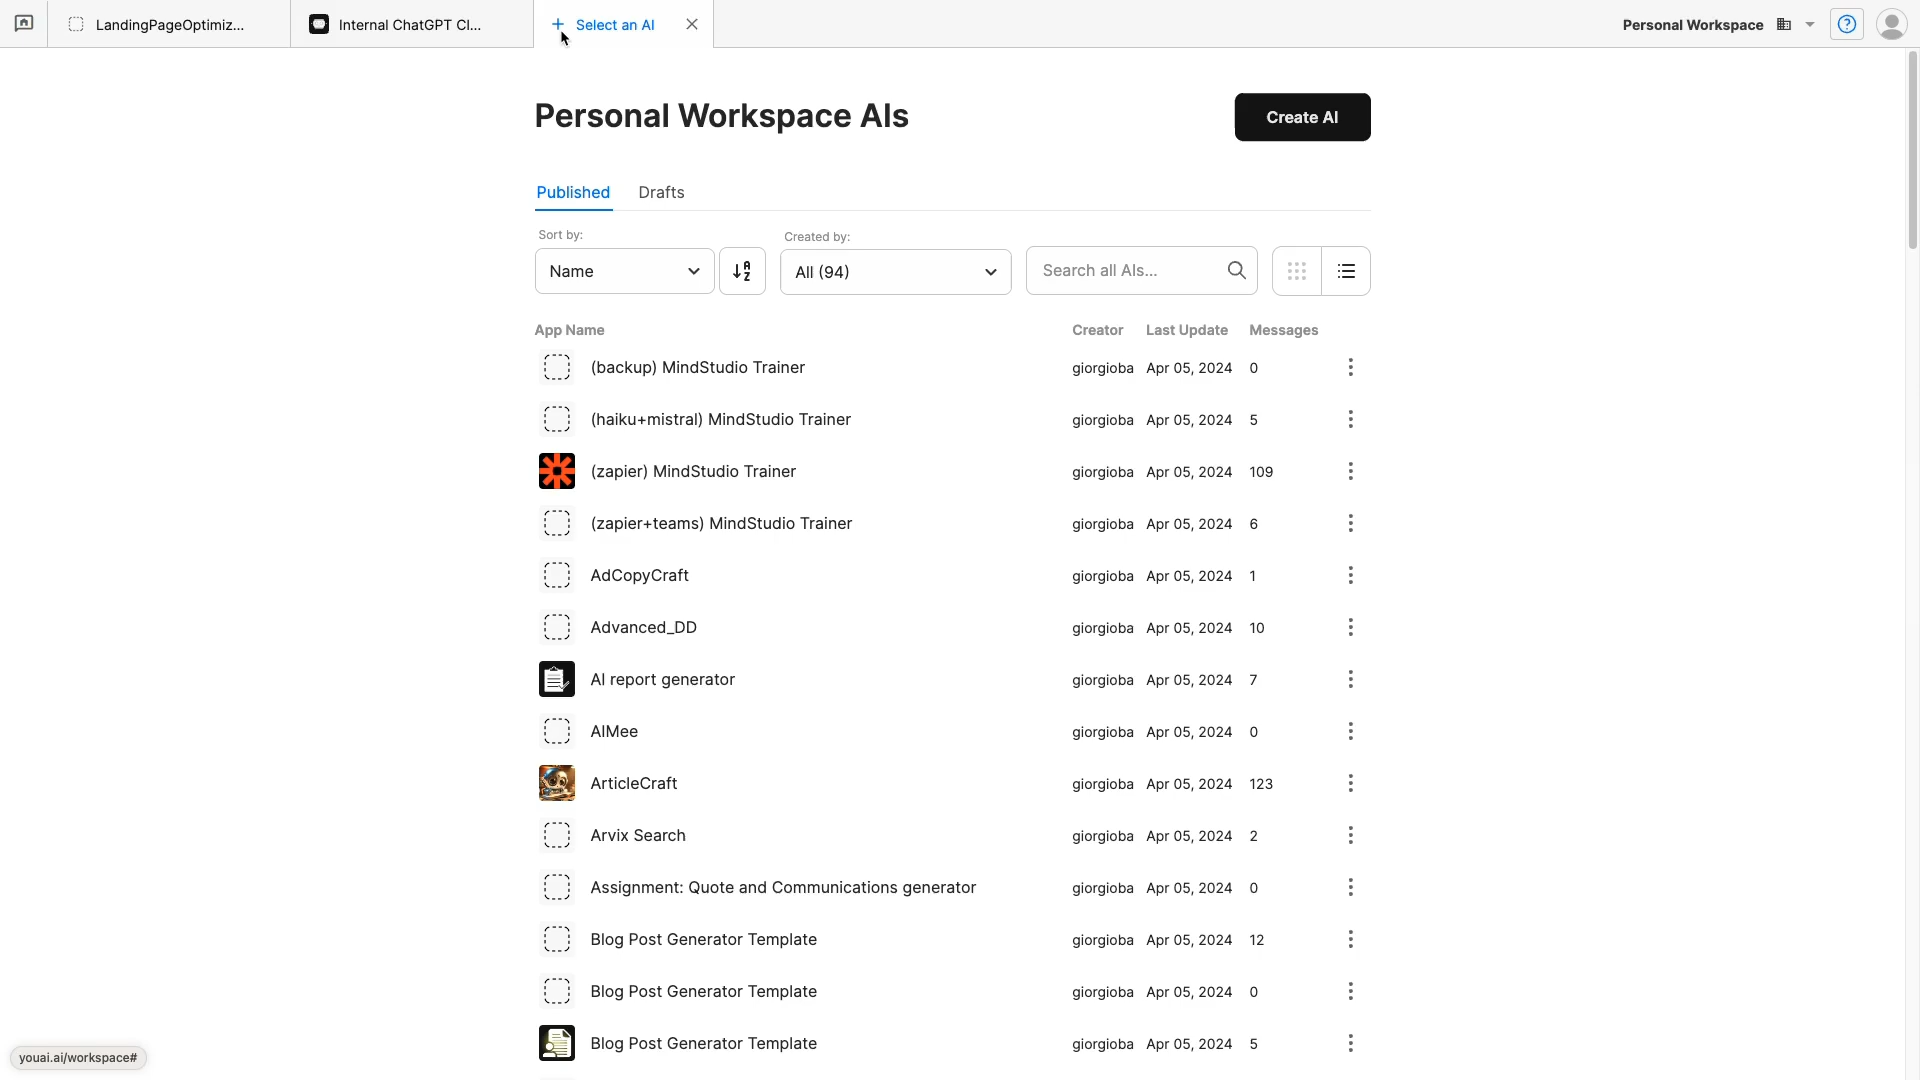 LandingPageOptimiz...
Internal ChatGPT Cl...
Select an AI
Personal Workspace
Personal Workspace AIs
Create AI
Published
Drafts
Sort by:
Name
Created by:
All (94)
Search all AIs...
App Name Creator Last Update Messages
(backup) MindStudio Trainer giorgioba Apr 05, 2024 0
(haiku+mistral) MindStudio Trainer giorgioba Apr 05, 2024 5
(zapier) MindStudio Trainer giorgioba Apr 05, 2024 109
(zapier+teams) MindStudio Trainer giorgioba Apr 05, 2024 6
AdCopyCraft giorgioba Apr 05, 2024 1
Advanced_DD giorgioba Apr 05, 2024 10
AI report generator giorgioba Apr 05, 2024 7
AIMee giorgioba Apr 05, 2024 0
ArticleCraft giorgioba Apr 05, 2024 123
Arvix Search giorgioba Apr 05, 2024 2
Assignment: Quote and Communications generator giorgioba Apr 05, 2024 0
Blog Post Generator Template giorgioba Apr 05, 2024 12
Blog Post Generator Template giorgioba Apr 05, 2024 0
Blog Post Generator Template giorgioba Apr 05, 2024 5
youai.ai/workspace#